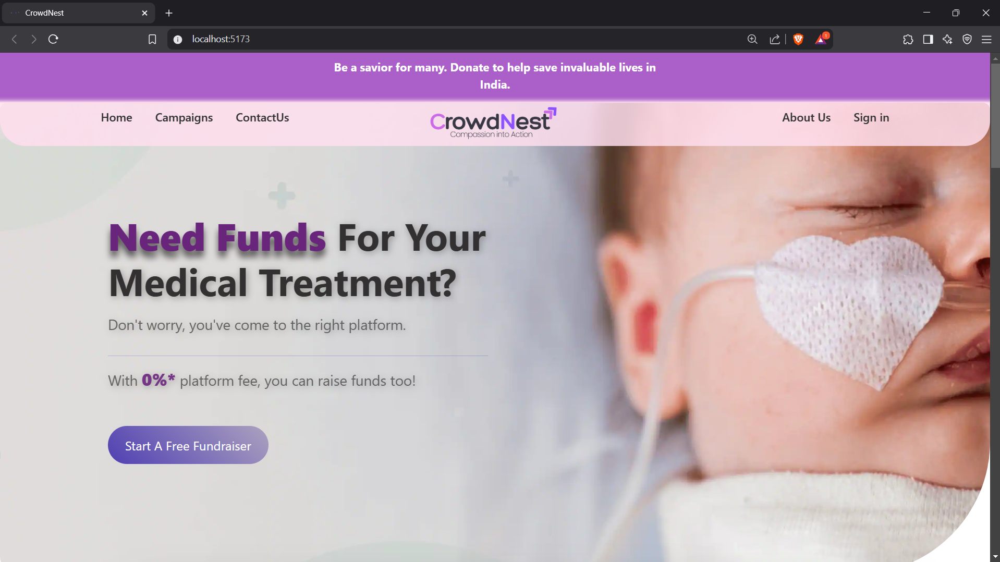 CrowdNest
localhost:5173
1
Be a savior for many. Donate to help save invaluable lives in
India.
Home Campaigns ContactUs
CrowdNest
Compassion into Action
About Us Sign in
Need Funds For Your
Medical Treatment?
Don't worry, you've come to the right platform.
With 0%* platform fee, you can raise funds too!
Start A Free Fundraiser